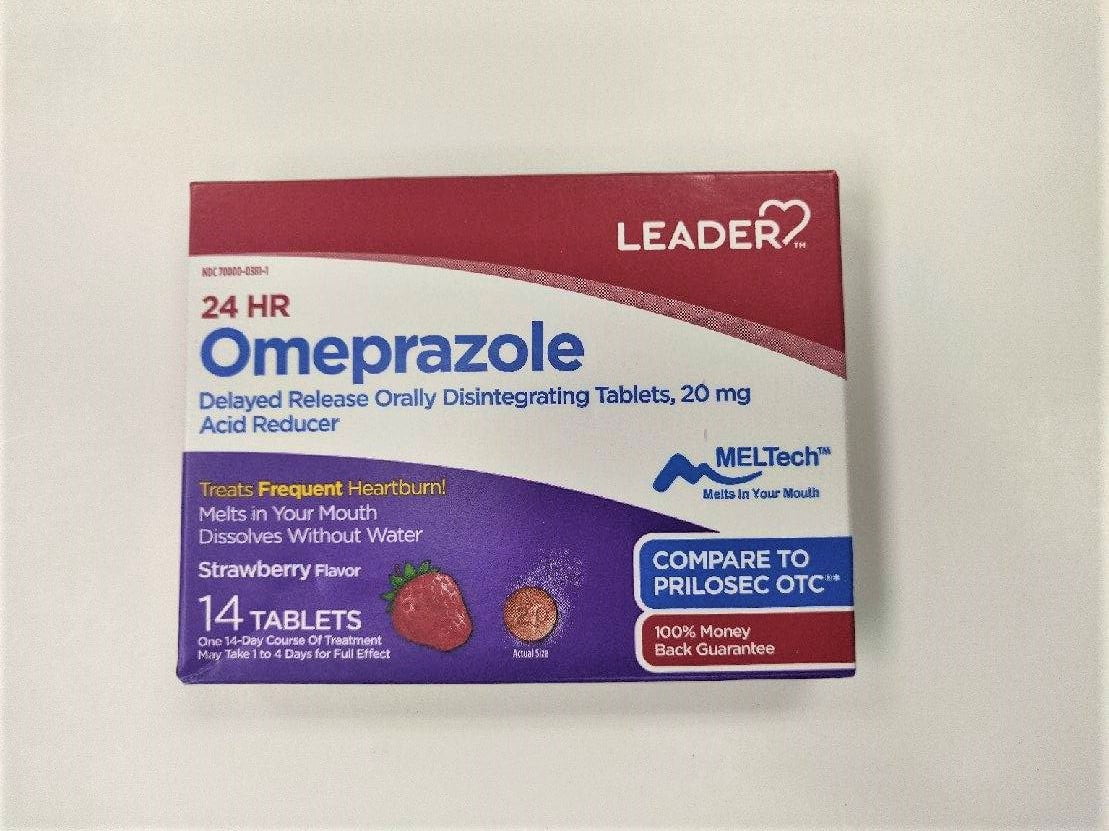 LEADER™
NDC 70000-0381-1
24 HR
Omeprazole
Delayed Release Orally Disintegrating Tablets, 20 mg
Acid Reducer
MELTech™
Melts In Your Mouth
Treats Frequent Heartburn!
Melts in Your Mouth
Dissolves Without Water
Strawberry Flavor
14 TABLETS
One 14-Day Course Of Treatment
May Take 1 to 4 Days for Full Effect
20
Actual Size
COMPARE TO
PRILOSEC OTC®*
100% Money
Back Guarantee